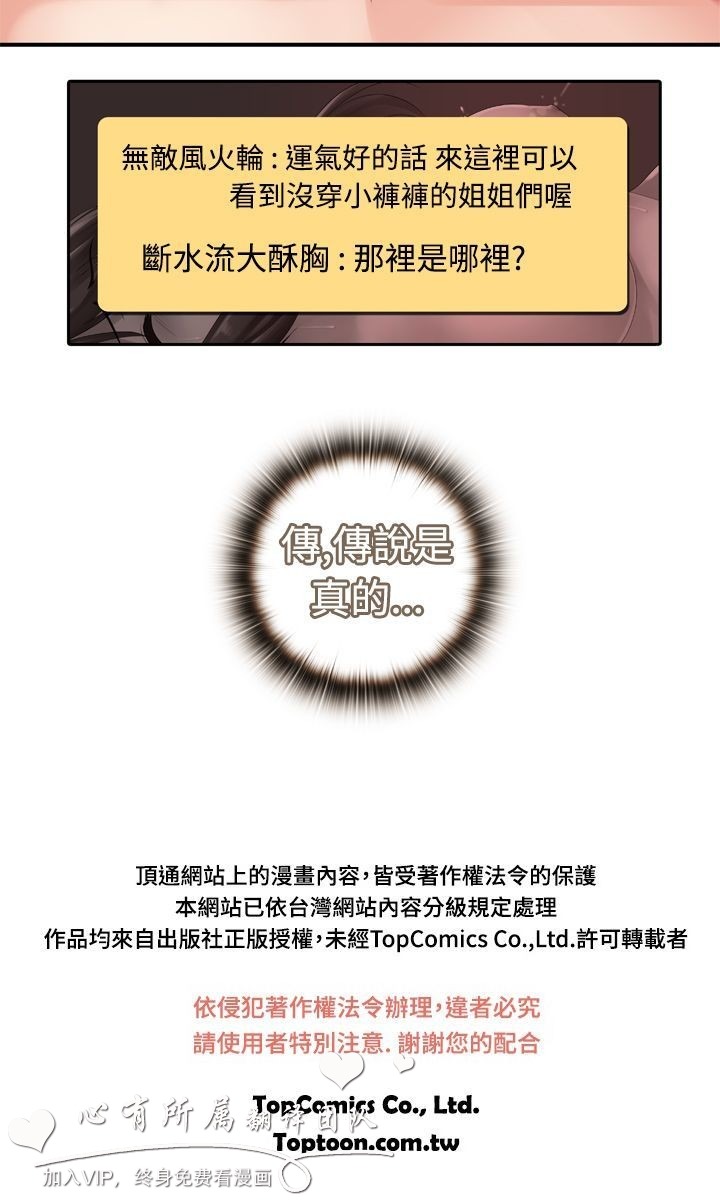 無敵風火輪 : 運氣好的話 來這裡可以
看到沒穿小褲褲的姐姐們喔
斷水流大酥胸 : 那裡是哪裡?
傳,傳說是
真的...
頂通網站上的漫畫內容，皆受著作權法令的保護
本網站已依台灣網站內容分級規定處理
作品均來自出版社正版授權，未經TopComics Co.,Ltd.許可轉載者
依侵犯著作權法令辦理，違者必究
請使用者特別注意. 謝謝您的配合
TopComics Co., Ltd.
心有所属翻译团队
Toptoon.com.tw
加入VIP，终身免费看漫画